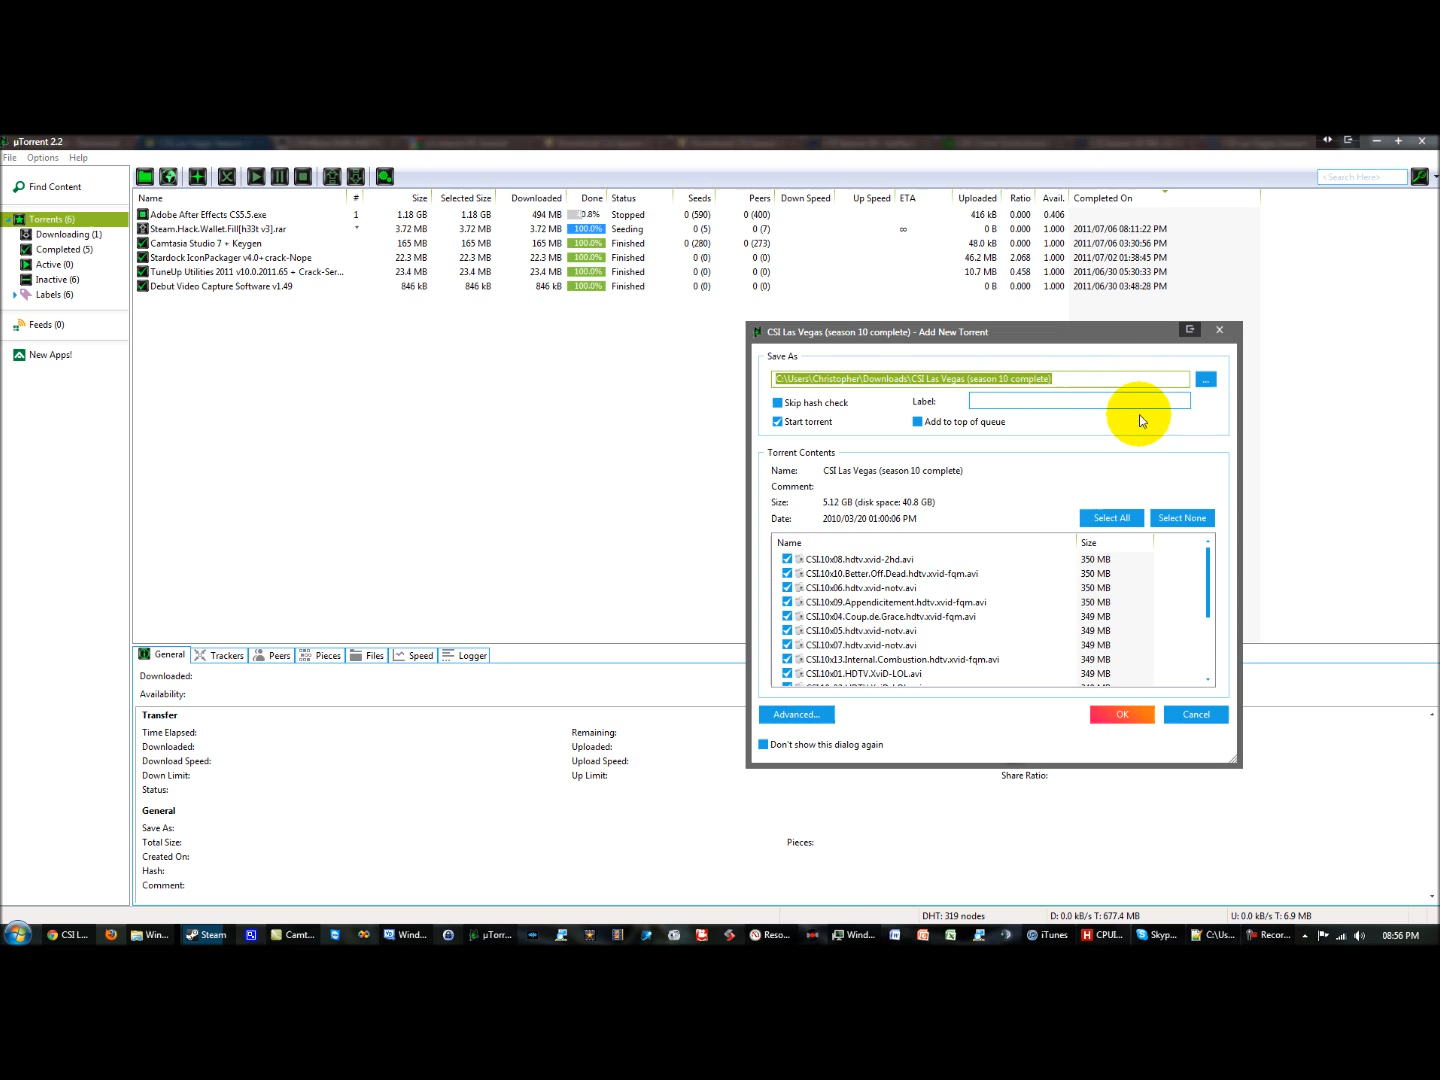 µTorrent 2.2
File Options Help
Find Content
<Search Here>
Torrents (6)
Downloading (1)
Completed (5)
Active (0)
Inactive (6)
Labels (6)
Feeds (0)
New Apps!
Name # Size Selected Size Downloaded Done Status Seeds Peers Down Speed Up Speed ETA Uploaded Ratio Avail. Completed On
Adobe After Effects CS5.5.exe 1 1.18 GB 1.18 GB 494 MB 0.8% Stopped 0 (590) 0 (400) 416 kB 0.000 0.406
Steam.Hack.Wallet.Fill[h33t v3].rar * 3.72 MB 3.72 MB 3.72 MB 100.0% Seeding 0 (5) 0 (7) ∞ 0 B 0.000 1.000 2011/07/06 08:11:22 PM
Camtasia Studio 7 + Keygen 165 MB 165 MB 165 MB 100.0% Finished 0 (280) 0 (273) 48.0 kB 0.000 1.000 2011/07/06 03:30:56 PM
Stardock IconPackager v4.0+crack-Nope 22.3 MB 22.3 MB 22.3 MB 100.0% Finished 0 (0) 0 (0) 46.2 MB 2.068 1.000 2011/07/02 01:38:45 PM
TuneUp Utilities 2011 v10.0.2011.65 + Crack-Ser... 23.4 MB 23.4 MB 23.4 MB 100.0% Finished 0 (0) 0 (0) 10.7 MB 0.458 1.000 2011/06/30 05:30:33 PM
Debut Video Capture Software v1.49 846 kB 846 kB 846 kB 100.0% Finished 0 (0) 0 (0) 0 B 0.000 1.000 2011/06/30 03:48:28 PM
CSI Las Vegas (season 10 complete) - Add New Torrent
Save As
C:\Users\Christopher\Downloads\CSI Las Vegas (season 10 complete)
...
Skip hash check Label:
Start torrent Add to top of queue
Torrent Contents
Name: CSI Las Vegas (season 10 complete)
Comment:
Size: 5.12 GB (disk space: 40.8 GB)
Date: 2010/03/20 01:00:06 PM
Select All Select None
Name Size
CSI.10x08.hdtv.xvid-2hd.avi 350 MB
CSI.10x10.Better.Off.Dead.hdtv.xvid-fqm.avi 350 MB
CSI.10x06.hdtv.xvid-notv.avi 350 MB
CSI.10x09.Appendicitement.hdtv.xvid-fqm.avi 350 MB
CSI.10x04.Coup.de.Grace.hdtv.xvid-fqm.avi 349 MB
CSI.10x05.hdtv.xvid-notv.avi 349 MB
CSI.10x07.hdtv.xvid-notv.avi 349 MB
CSI.10x13.Internal.Combustion.hdtv.xvid-fqm.avi 349 MB
CSI.10x01.HDTV.XviD-LOL.avi 349 MB
Advanced... OK Cancel
Don't show this dialog again
General Trackers Peers Pieces Files Speed Logger
Downloaded:
Availability:
Transfer
Time Elapsed: Remaining:
Downloaded: Uploaded:
Download Speed: Upload Speed:
Down Limit: Up Limit: Share Ratio:
Status:
General
Save As:
Total Size: Pieces:
Created On:
Hash:
Comment:
DHT: 319 nodes D: 0.0 kB/s T: 677.4 MB U: 0.0 kB/s T: 6.9 MB
CSI L... Win... Steam Camt... Wind... µTorr... Reso... Wind... iTunes CPUI... Skyp... C:\Us... Recor... 08:56 PM